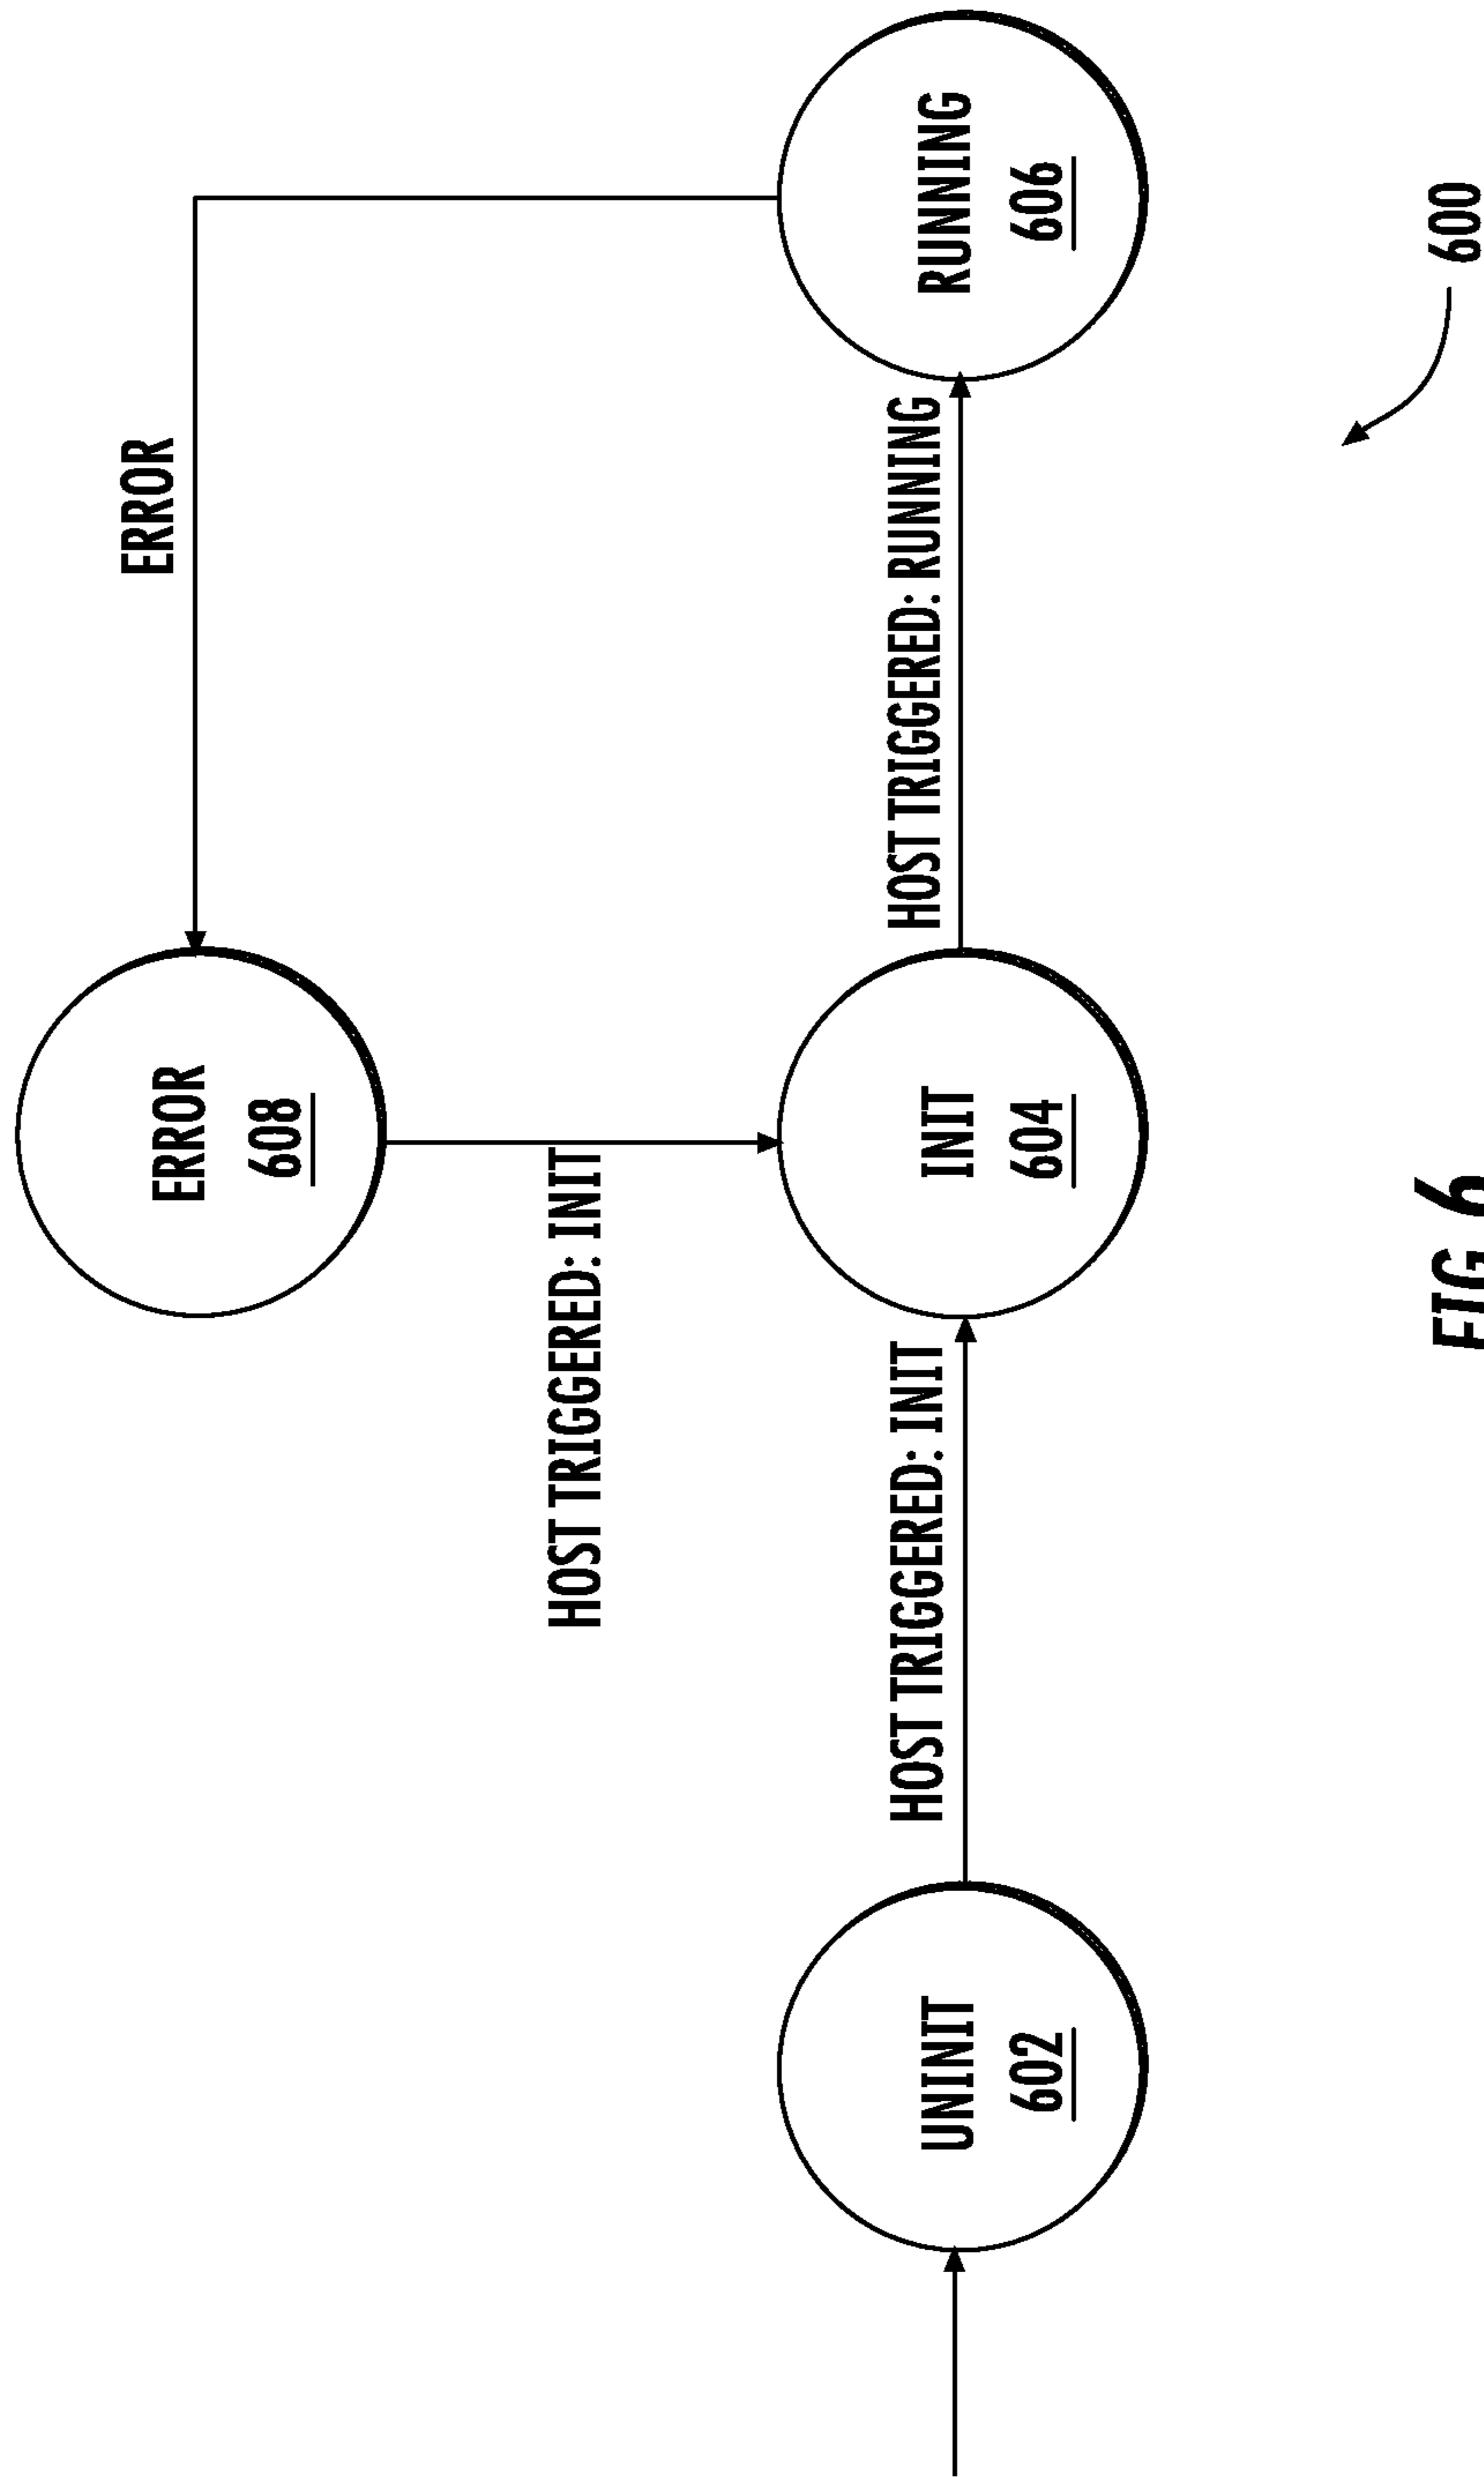 ERROR
ERROR
608
HOST TRIGGERED: INIT
HOST TRIGGERED: INIT
HOST TRIGGERED: RUNNING
UNINIT
602
INIT
604
RUNNING
606
600
FIG 6